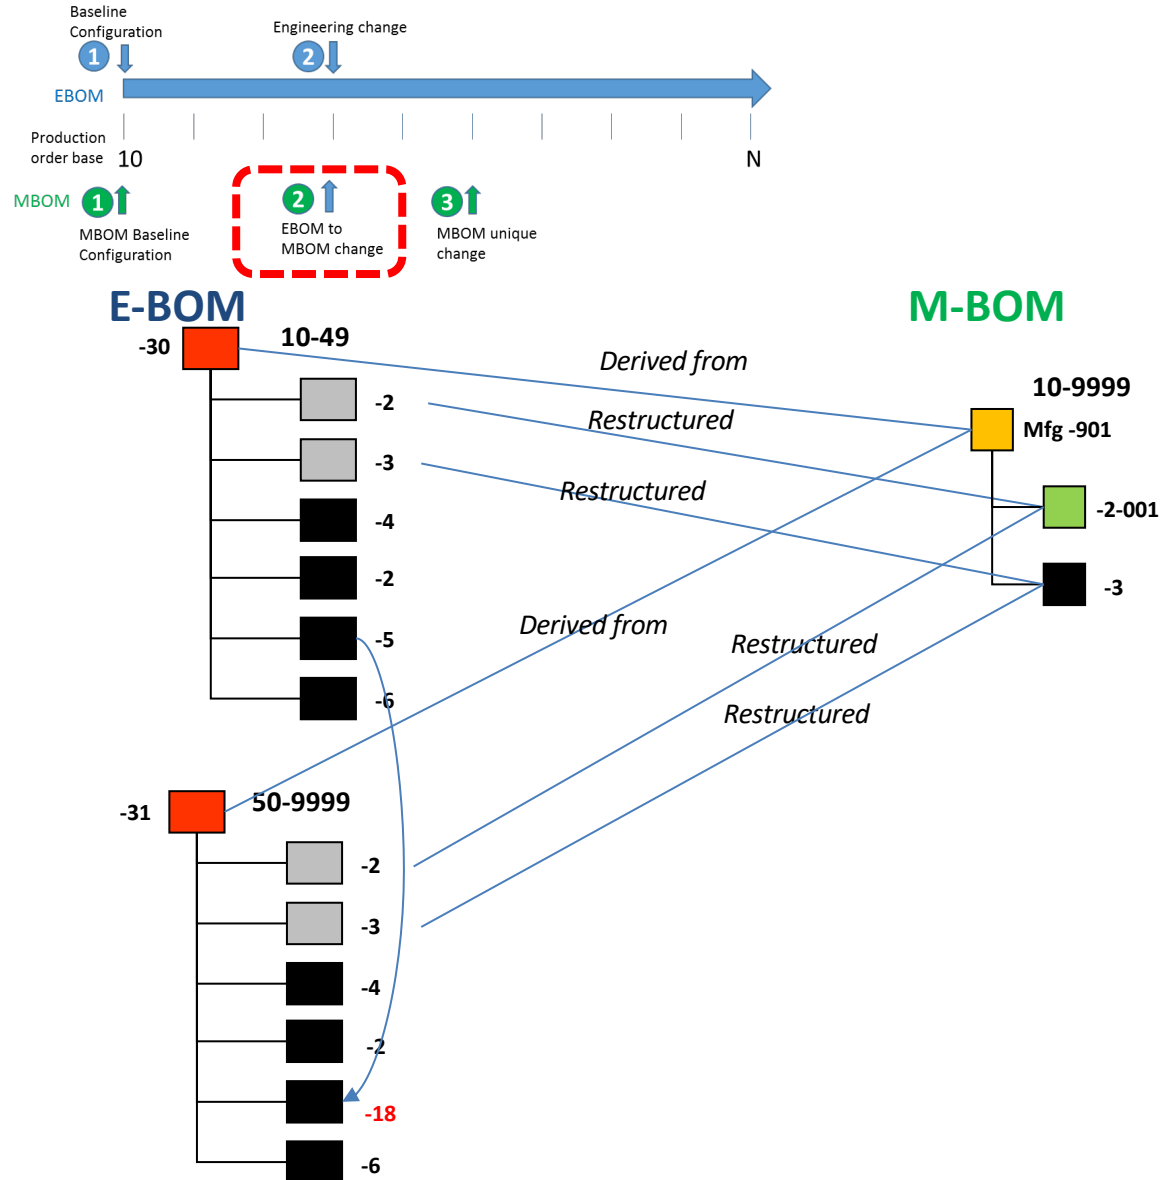 Baseline
Configuration
Engineering change
1
2
EBOM
Production
order base
10
N
MBOM
1
2
3
MBOM Baseline
Configuration
EBOM to
MBOM change
MBOM unique
change
E-BOM
M-BOM
-30
10-49
Derived from
10-9999
-2
Restructured
Mfg -901
-3
Restructured
-2-001
-4
-2
-3
-5
Derived from
Restructured
-6
Restructured
-31
50-9999
-2
-3
-4
-2
-18
-6